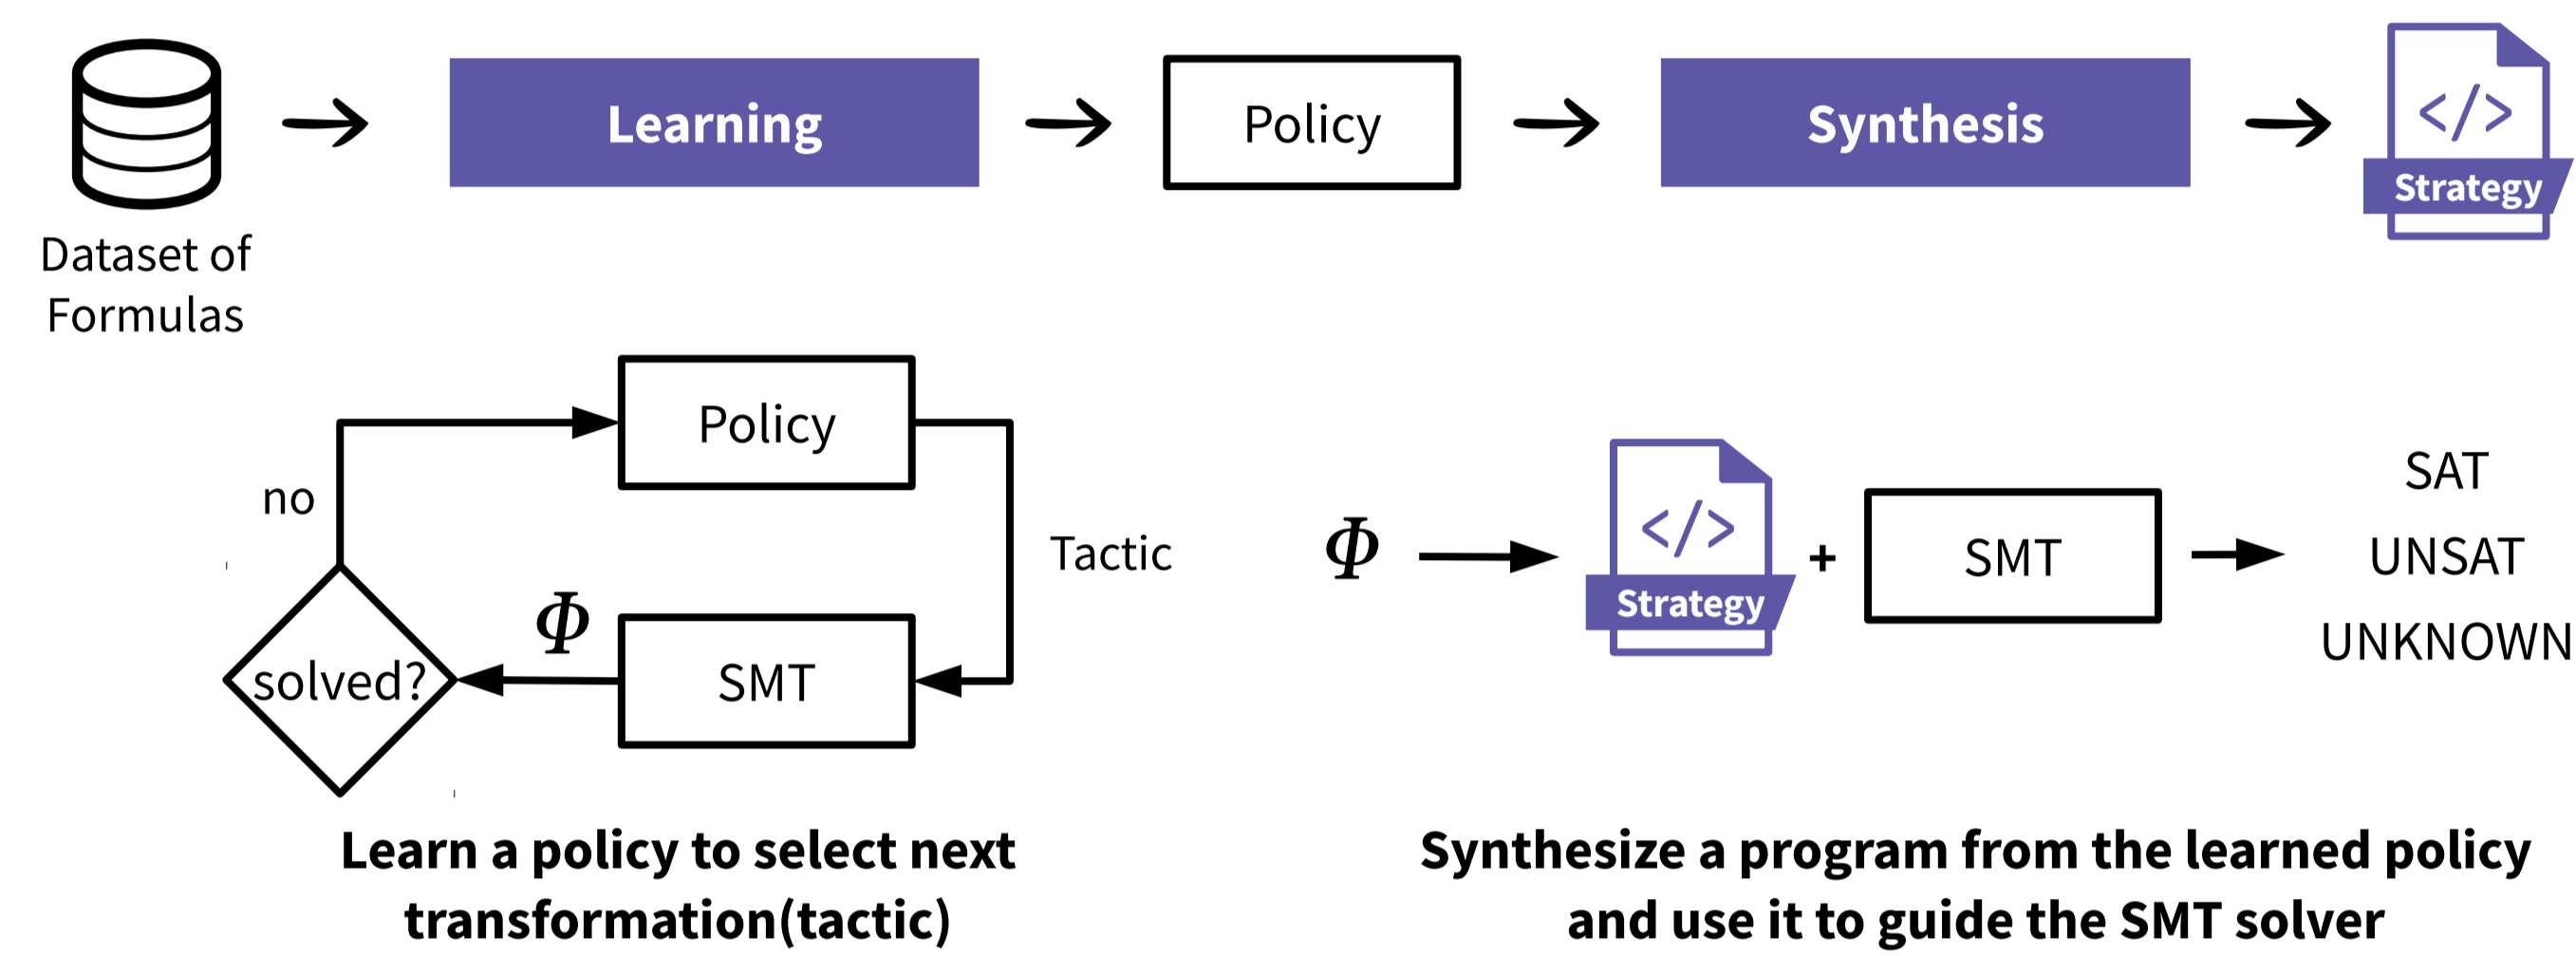 Learning
Policy
Synthesis
</>
Strategy
Dataset of
Formulas
Policy
no
Tactic
Φ
solved?
SMT
Φ
</>
Strategy
+
SMT
SAT
UNSAT
UNKNOWN
Learn a policy to select next
transformation(tactic)
Synthesize a program from the learned policy
and use it to guide the SMT solver